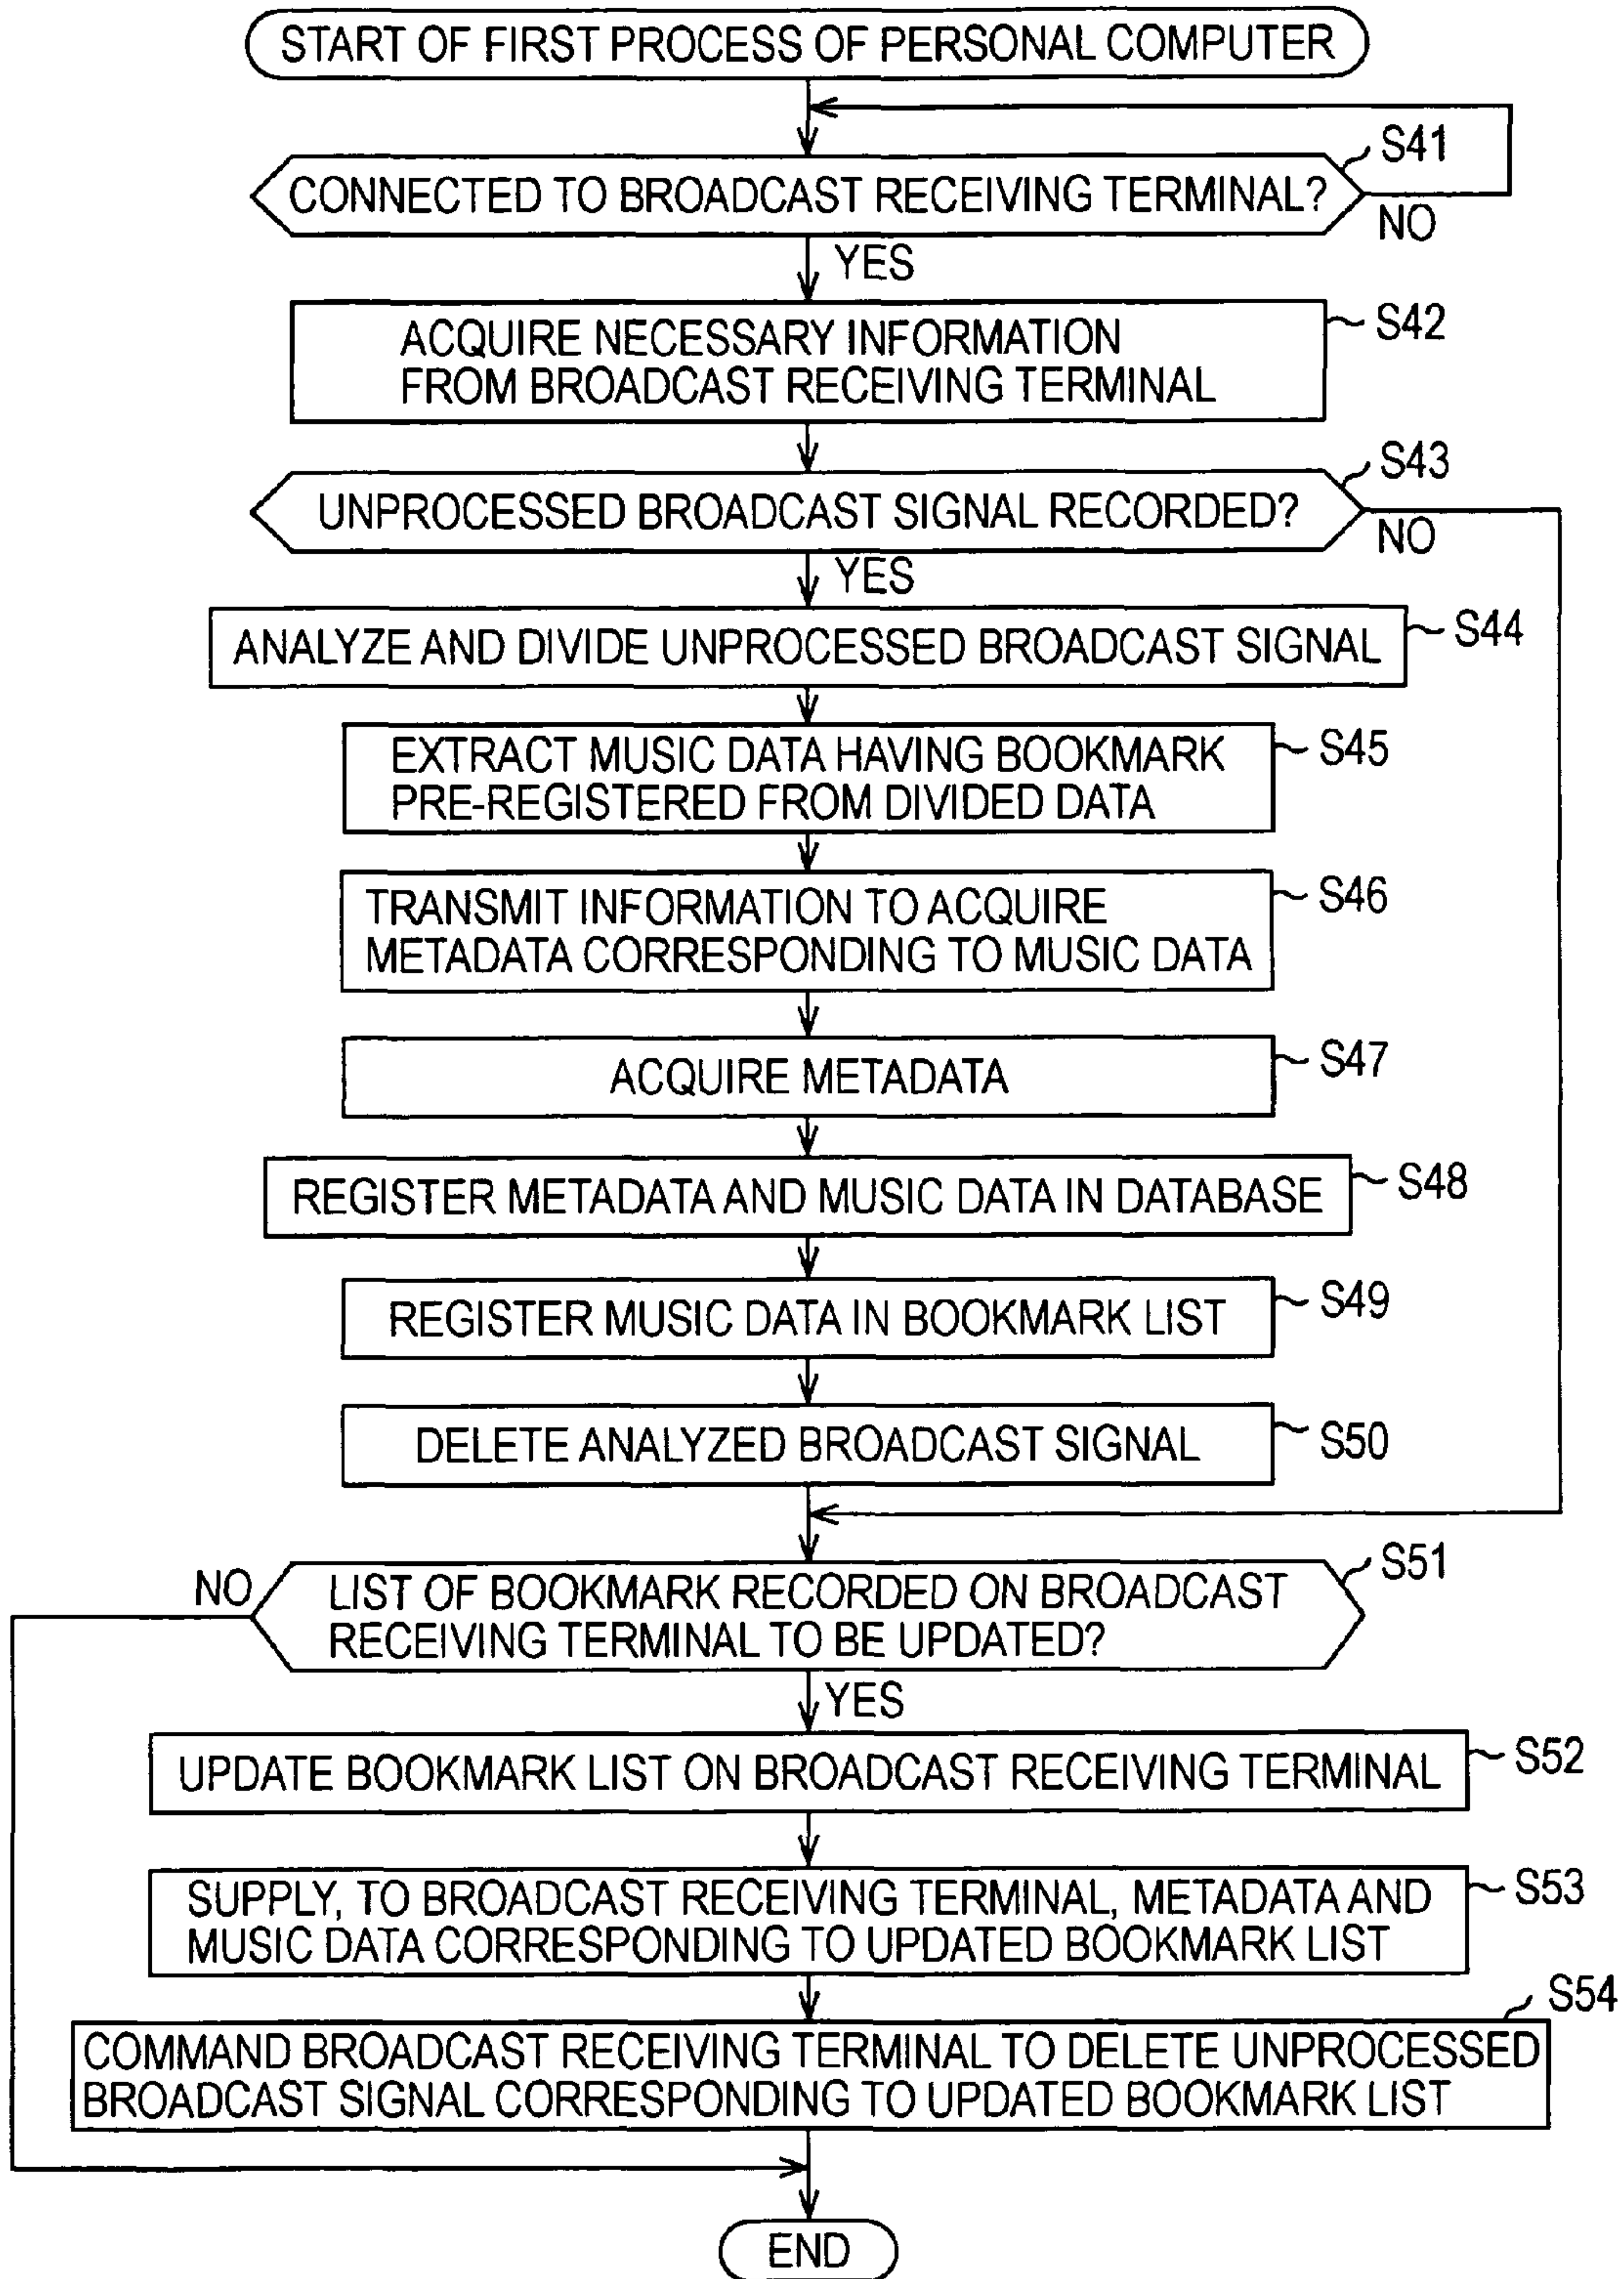 START OF FIRST PROCESS OF PERSONAL COMPUTER
S41
CONNECTED TO BROADCAST RECEIVING TERMINAL?
NO
YES
S42
ACQUIRE NECESSARY INFORMATION
FROM BROADCAST RECEIVING TERMINAL
S43
UNPROCESSED BROADCAST SIGNAL RECORDED?
NO
YES
ANALYZE AND DIVIDE UNPROCESSED BROADCAST SIGNAL
S44
EXTRACT MUSIC DATA HAVING BOOKMARK
S45
PRE-REGISTERED FROM DIVIDED DATA
TRANSMIT INFORMATION TO ACQUIRE
S46
METADATA CORRESPONDING TO MUSIC DATA
ACQUIRE METADATA
S47
REGISTER METADATA AND MUSIC DATA IN DATABASE
S48
REGISTER MUSIC DATA IN BOOKMARK LIST
S49
DELETE ANALYZED BROADCAST SIGNAL
S50
S51
NO
LIST OF BOOKMARK RECORDED ON BROADCAST
RECEIVING TERMINAL TO BE UPDATED?
YES
UPDATE BOOKMARK LIST ON BROADCAST RECEIVING TERMINAL
S52
SUPPLY, TO BROADCAST RECEIVING TERMINAL, METADATA AND
S53
MUSIC DATA CORRESPONDING TO UPDATED BOOKMARK LIST
S54
COMMAND BROADCAST RECEIVING TERMINAL TO DELETE UNPROCESSED
BROADCAST SIGNAL CORRESPONDING TO UPDATED BOOKMARK LIST
END